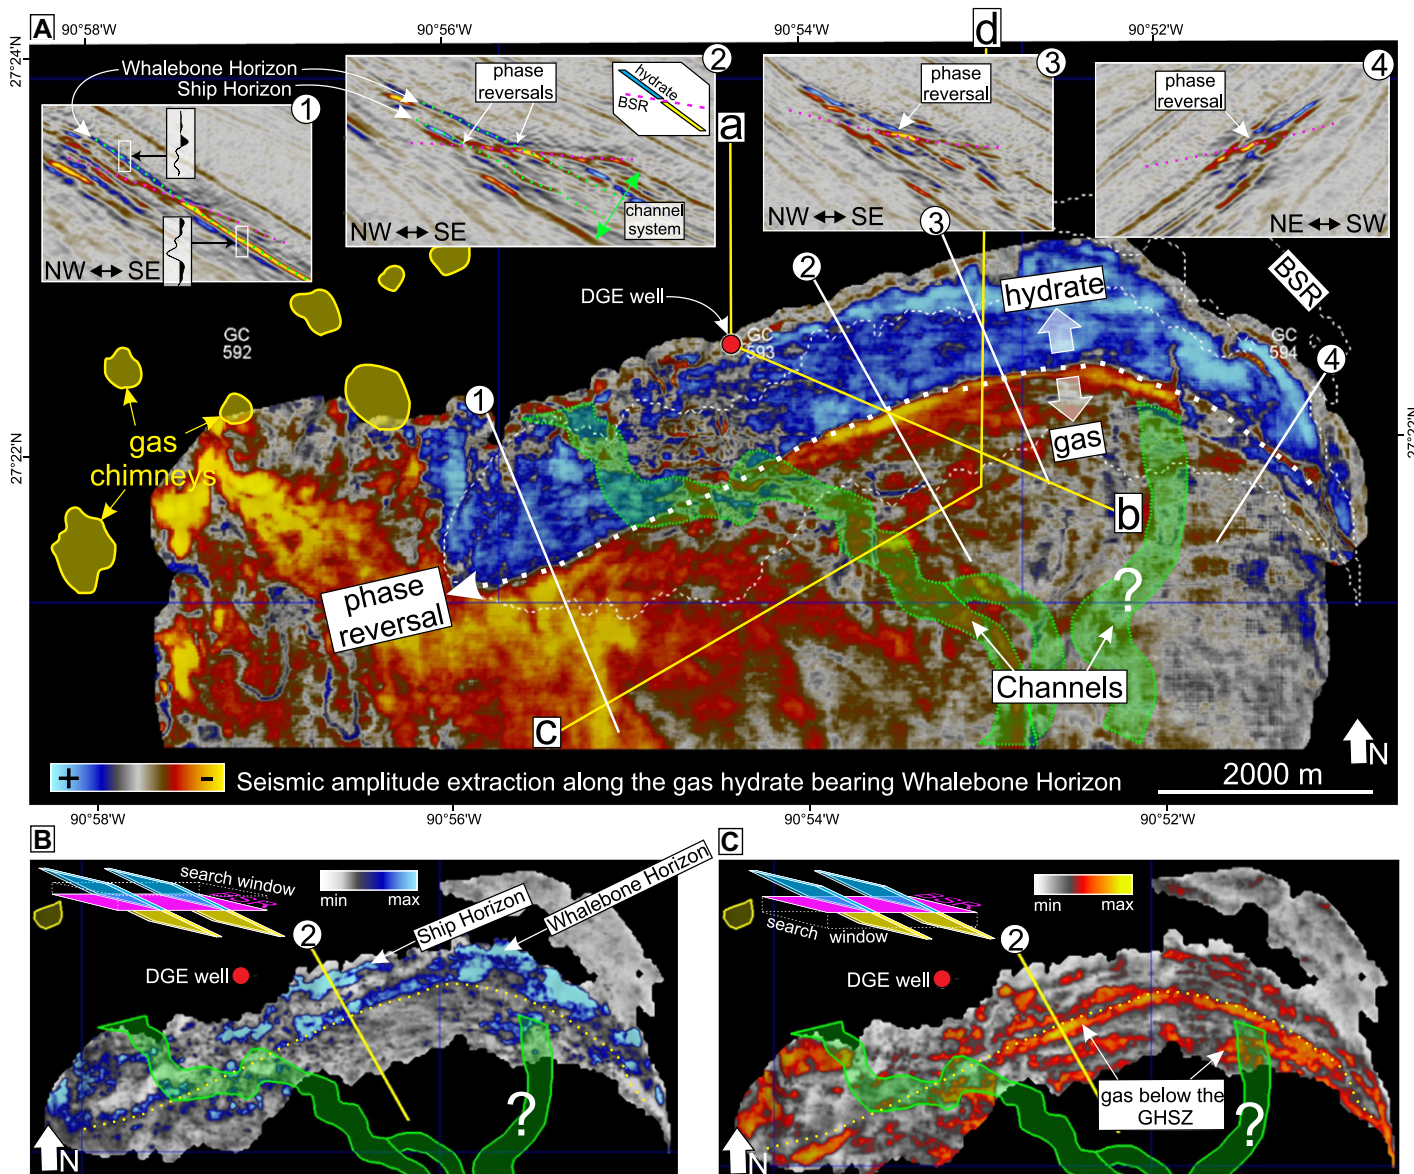 A
90°58'W
90°56'W
90°54'W
90°52'W
d
27°24'N
Whalebone Horizon
Ship Horizon
1
NW SE
phase
reversals
2
hydrate
BSR
channel
system
NW SE
a
phase
reversal
3
NW SE
phase
reversal
4
NE SW
DGE well
GC
592
GC
593
GC
594
BSR
hydrate
gas
1
2
3
4
27°22'N
27°22'N
gas
chimneys
b
phase
reversal
?
Channels
c
N
+ -
Seismic amplitude extraction along the gas hydrate bearing Whalebone Horizon
2000 m
90°58'W
90°56'W
90°54'W
90°52'W
B
search window
BSR
min max
Ship Horizon
Whalebone Horizon
2
DGE well
?
N
C
search window
BSR
min max
2
DGE well
gas below the
GHSZ
?
N